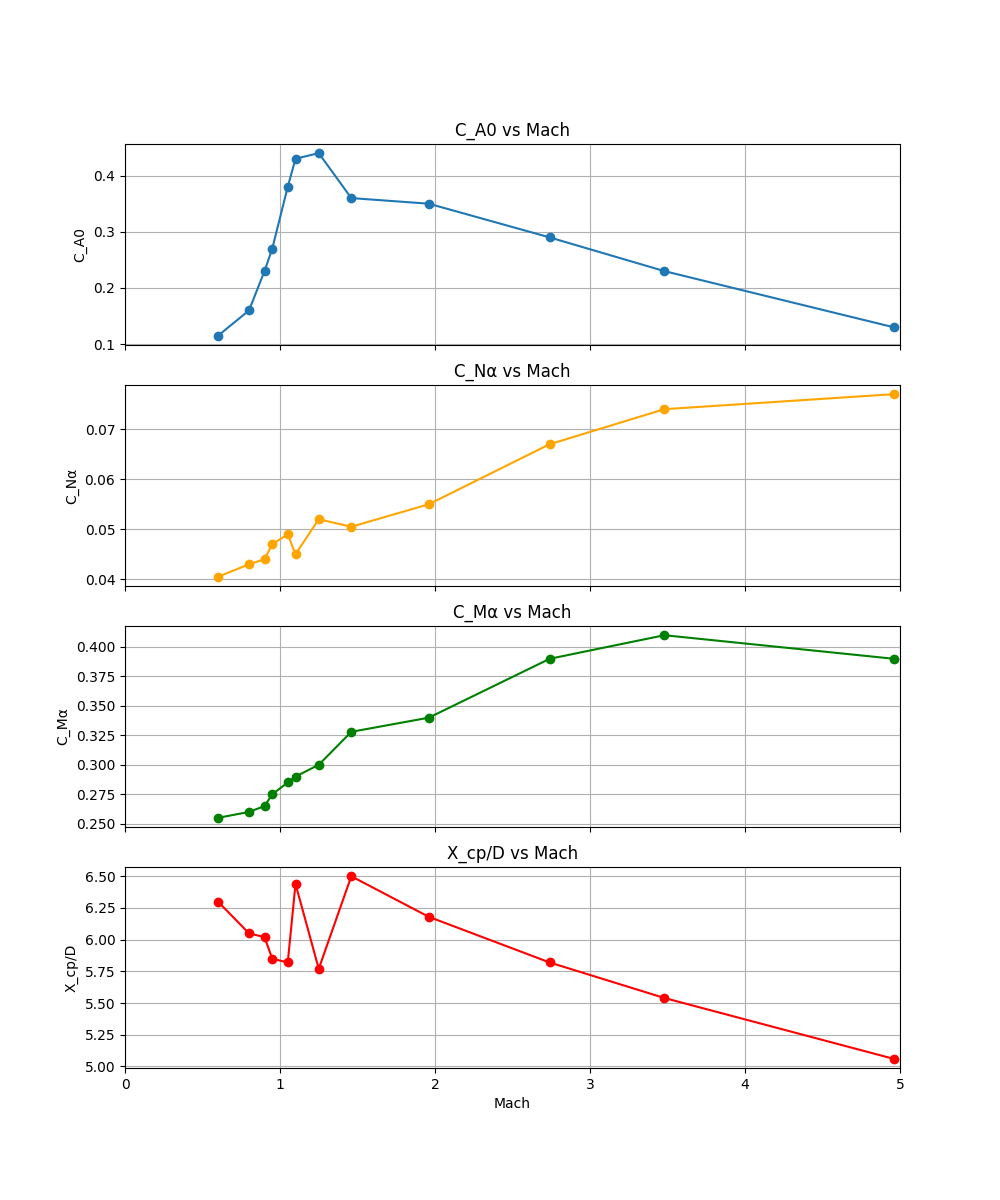 C_A0 vs Mach
0.4
0.3
0.2
0.1
C_A0
C_Nα vs Mach
0.07
0.06
0.05
0.04
C_Nα
C_Mα vs Mach
0.400
0.375
0.350
0.325
0.300
0.275
0.250
C_Mα
X_cp/D vs Mach
6.50
6.25
6.00
5.75
5.50
5.25
5.00
X_cp/D
0 1 2 3 4 5
Mach